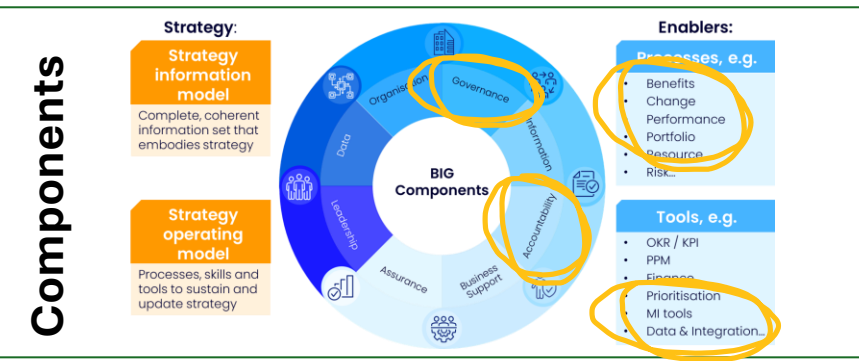 Components
Strategy:
Strategy
information
model
Complete, coherent
information set that
embodies strategy
Strategy
operating
model
Processes, skills and
tools to sustain and
update strategy
BIG
Components
Organisation
Governance
Information
Accountability
Business
Support
Assurance
Leadership
Data
Enablers:
Processes, e.g.
• Benefits
• Change
Performance
• Portfolio
• Resource
• Risk...
Tools, e.g.
• OKR / KPI
• PPM
• Finance
• Prioritisation
• MI tools
• Data & Integration...